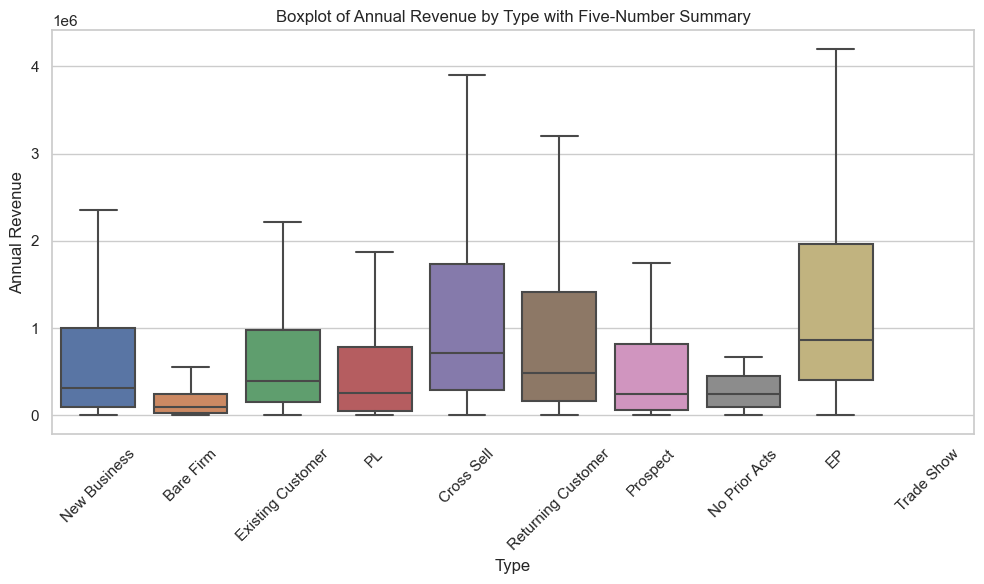 Boxplot of Annual Revenue by Type with Five-Number Summary
1e6
4
3
2
1
0
Annual Revenue
New Business
Bare Firm
Existing Customer
PL
Cross Sell
Returning Customer
Prospect
No Prior Acts
EP
Trade Show
Type